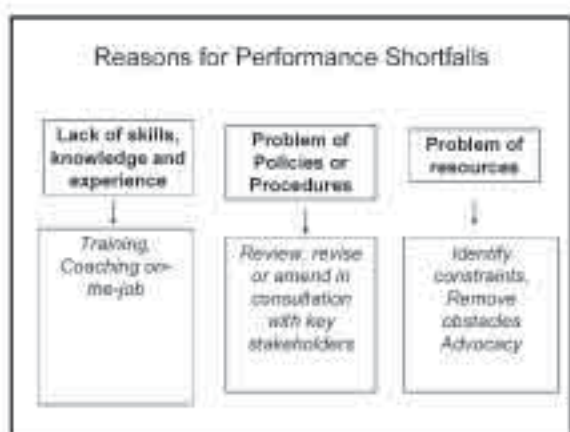 Reasons for Performance Shortfalls
Lack of skills,
knowledge and
experience
Problem of
Policies or
Procedures
Problem of
resources
Training,
Coaching on-
the-job
Review, revise
or amend in
consultation
with key
stakeholders
Identify
constraints,
Remove
obstacles
Advocacy